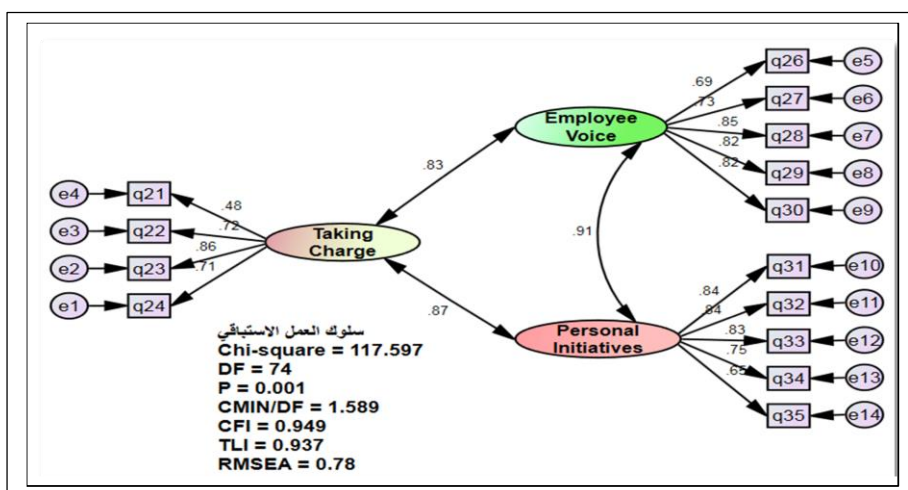 q26
e5
.69
q27
e6
.73
Employee
Voice
q28
e7
.85
q29
e8
.82
q30
e9
.82
.83
e4
q21
.48
e3
q22
.72
Taking
Charge
e2
q23
.86
.71
e1
q24
.91
q31
e10
.84
q32
e11
.84
.87
Personal
Initiatives
q33
e12
.83
q34
e13
.75
q35
e14
.65
سلوك العمل الاستباقي
Chi-square = 117.597
DF = 74
P = 0.001
CMIN/DF = 1.589
CFI = 0.949
TLI = 0.937
RMSEA = 0.78